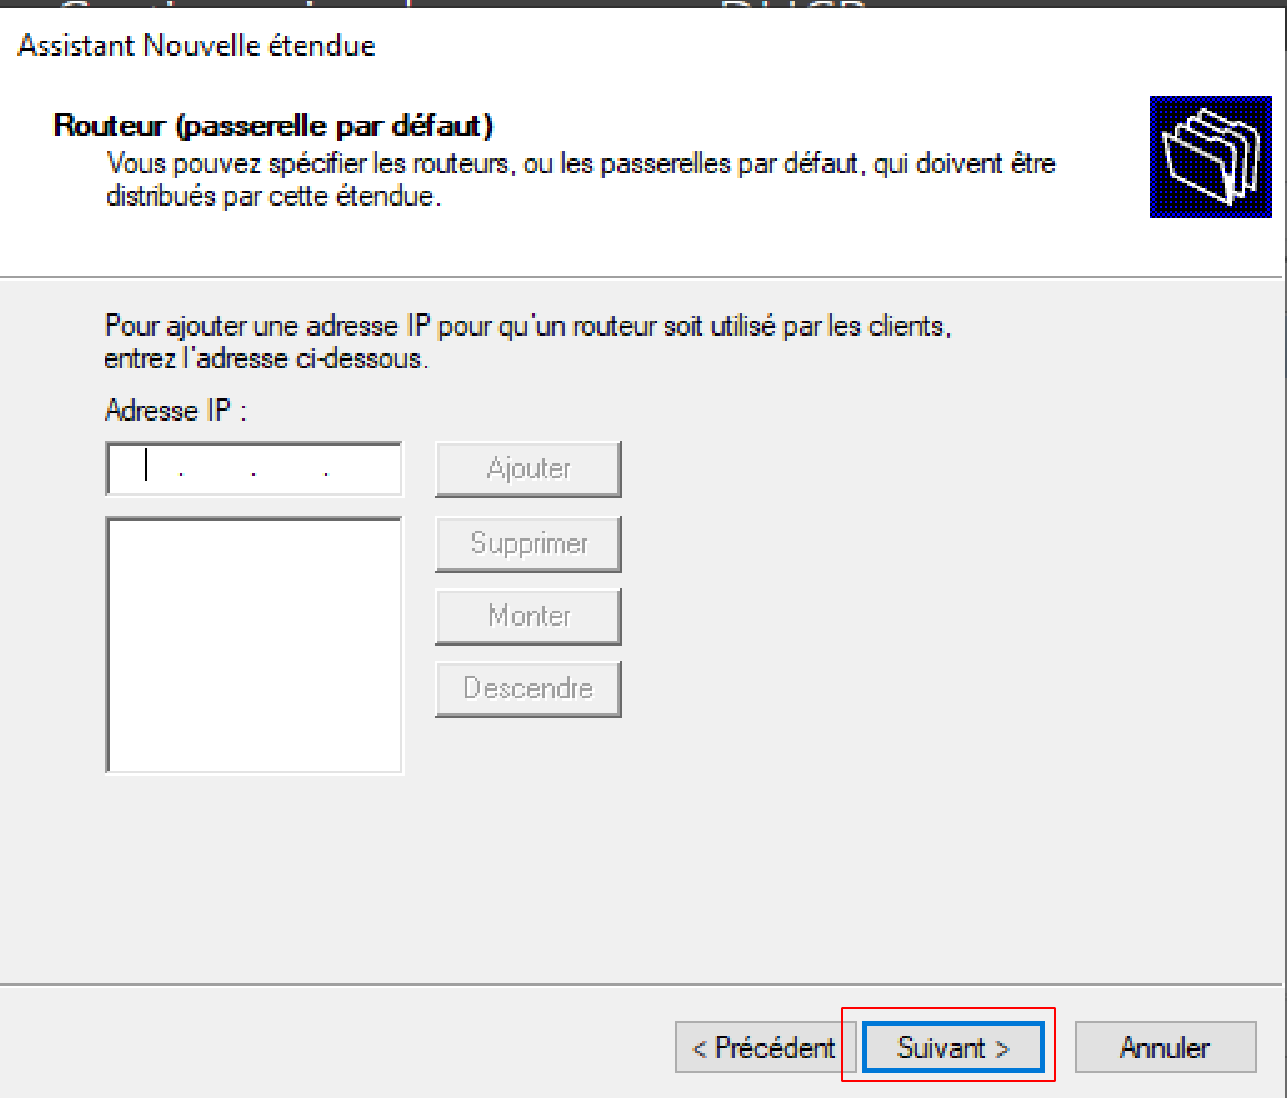 Assistant Nouvelle étendue
Routeur (passerelle par défaut)
Vous pouvez spécifier les routeurs, ou les passerelles par défaut, qui doivent être
distribués par cette étendue.
Pour ajouter une adresse IP pour qu'un routeur soit utilisé par les clients,
entrez l'adresse ci-dessous.
Adresse IP :
. . .
Ajouter
Supprimer
Monter
Descendre
< Précédent
Suivant >
Annuler